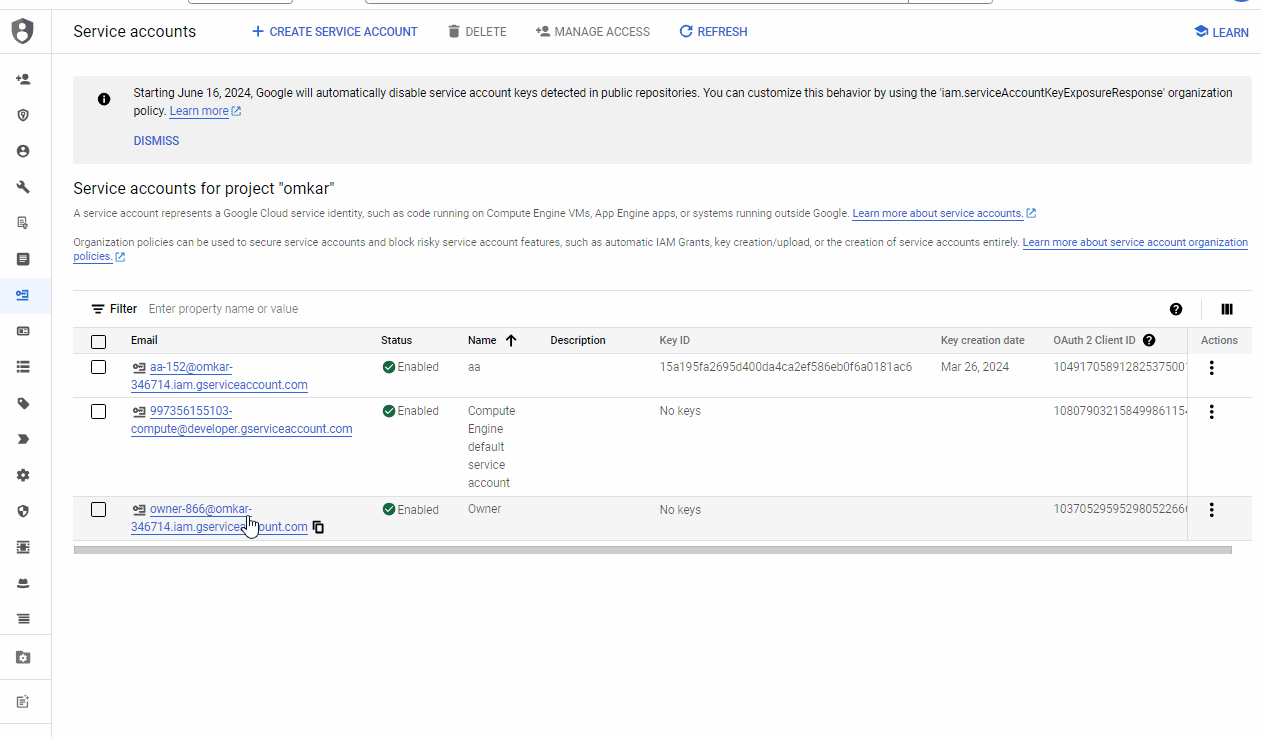 Service accounts
CREATE SERVICE ACCOUNT
DELETE
MANAGE ACCESS
REFRESH
LEARN
Starting June 16, 2024, Google will automatically disable service account keys detected in public repositories. You can customize this behavior by using the 'iam.serviceAccountKeyExposureResponse' organization
policy. Learn more
DISMISS
Service accounts for project "omkar"
A service account represents a Google Cloud service identity, such as code running on Compute Engine VMs, App Engine apps, or systems running outside Google. Learn more about service accounts.
Organization policies can be used to secure service accounts and block risky service account features, such as automatic IAM Grants, key creation/upload, or the creation of service accounts entirely. Learn more about service account organization
policies.
Filter Enter property name or value
Email Status Name Description Key ID Key creation date OAuth 2 Client ID Actions
aa-152@omkar- Enabled aa 15a195fa2695d400da4ca2ef586eb0f6a0181ac6 Mar 26, 2024 10491705891282537500
346714.iam.gserviceaccount.com
997356155103- Enabled Compute No keys 10807903215849986115
compute@developer.gserviceaccount.com Engine
default
service
account
owner-866@omkar- Enabled Owner No keys 1037052959529805226
346714.iam.gserviceaccount.com